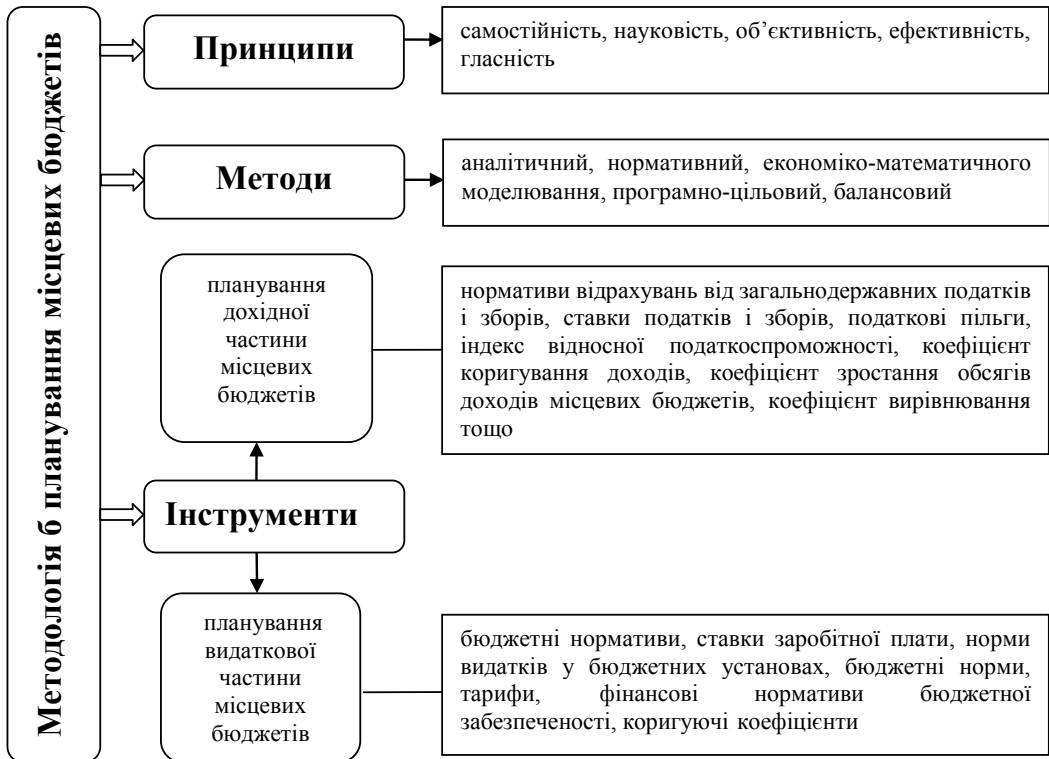 Методологія б планування місцевих бюджетів
Принципи
самостійність, науковість, об’єктивність, ефективність,
гласність
Методи
аналітичний, нормативний, економіко-математичного
моделювання, програмно-цільовий, балансовий
планування
дохідної
частини
місцевих
бюджетів
нормативи відрахувань від загальнодержавних податків
і зборів, ставки податків і зборів, податкові пільги,
індекс відносної податкоспроможності, коефіцієнт
коригування доходів, коефіцієнт зростання обсягів
доходів місцевих бюджетів, коефіцієнт вирівнювання
тощо
Інструменти
планування
видаткової
частини
місцевих
бюджетів
бюджетні нормативи, ставки заробітної плати, норми
видатків у бюджетних установах, бюджетні норми,
тарифи, фінансові нормативи бюджетної
забезпеченості, коригуючі коефіцієнти